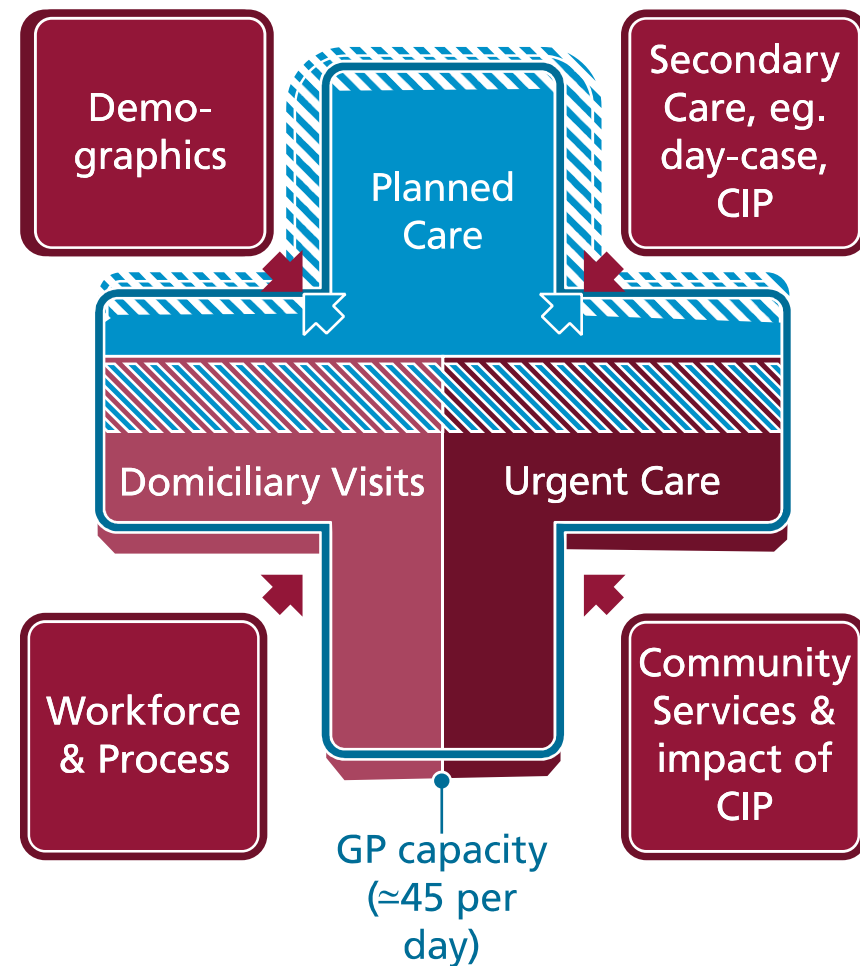 Demo-
graphics
Secondary
Care, eg.
day-case,
CIP
Planned
Care
Domiciliary Visits
Urgent Care
Workforce
& Process
Community
Services &
impact of
CIP
GP capacity
(≃45 per
day)